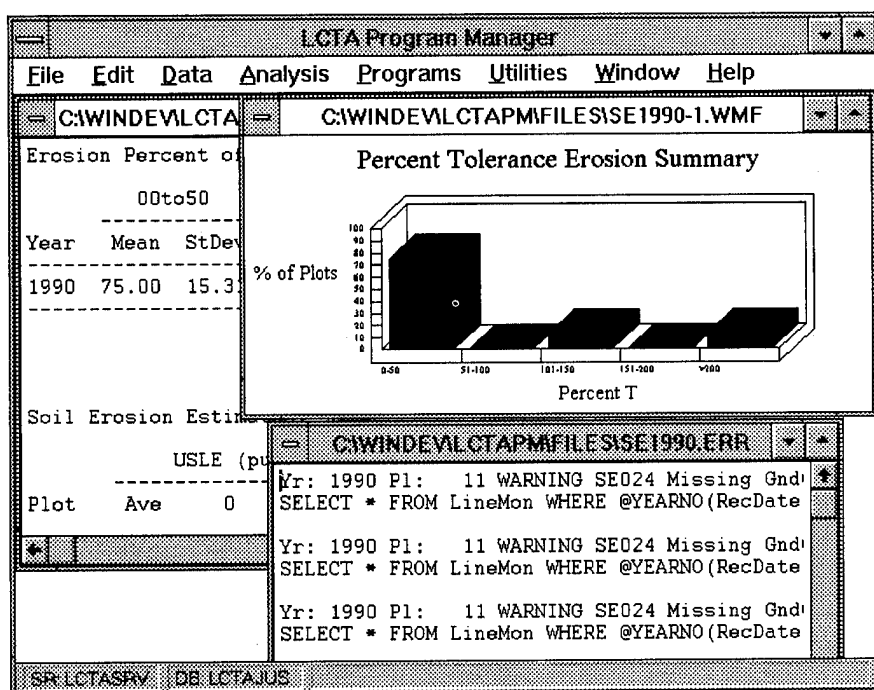 LCTA Program Manager
File Edit Data Analysis Programs Utilities Window Help
C:\WINDEV\LCTA
Erosion Percent of
00to50
Year Mean StDev
1990 75.00 15.3
Soil Erosion Estim
USLE (pu
Plot Ave 0
C:\WINDEV\LCTAPM\FILES\SE1990-1.WMF
Percent Tolerance Erosion Summary
% of Plots
100
90
80
70
60
50
40
30
20
10
0
0-50 51-100 101-150 151-200 >200
Percent T
C:\WINDEV\LCTAPM\FILES\SE1990.ERR
Yr: 1990 Pl: 11 WARNING SE024 Missing Gnd
SELECT * FROM LineMon WHERE @YEARNO(RecDate
Yr: 1990 Pl: 11 WARNING SE024 Missing Gnd
SELECT * FROM LineMon WHERE @YEARNO(RecDate
Yr: 1990 Pl: 11 WARNING SE024 Missing Gnd
SELECT * FROM LineMon WHERE @YEARNO(RecDate
SR: LCTASRV DB: LCTAJUS